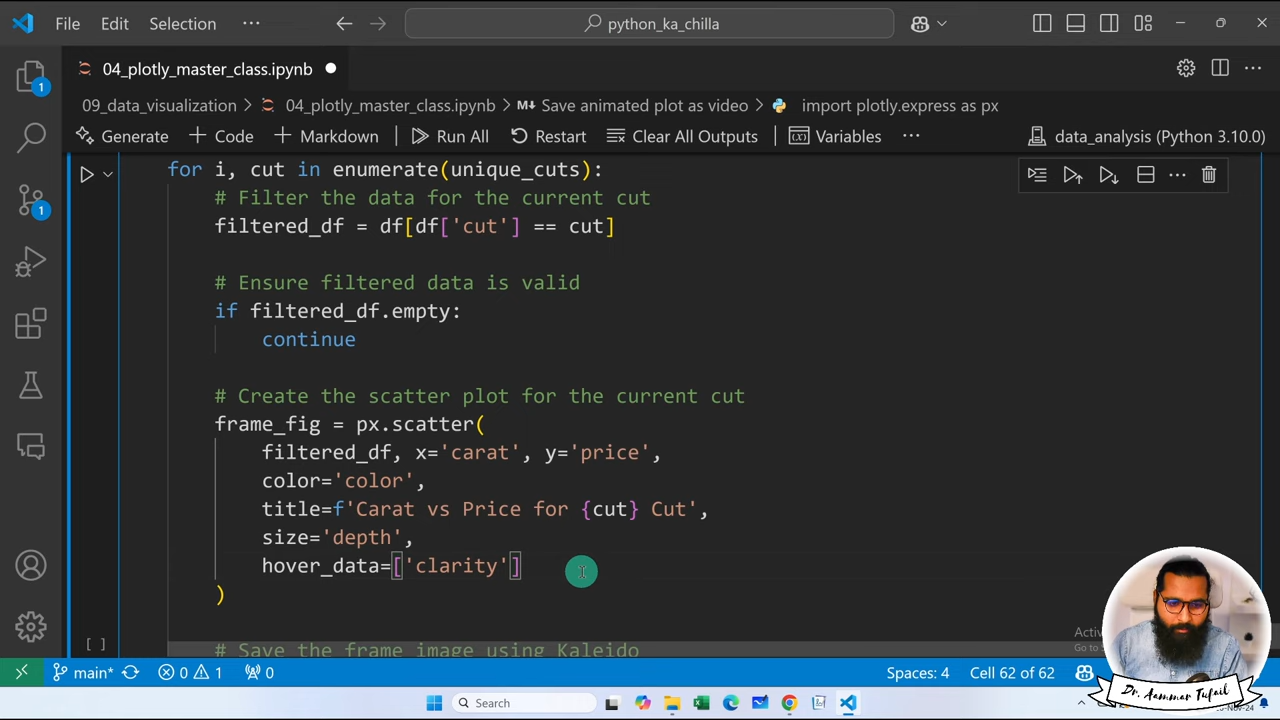 File Edit Selection ··· python_ka_chilla
04_plotly_master_class.ipynb
09_data_visualization > 04_plotly_master_class.ipynb > M↓ Save animated plot as video > import plotly.express as px
Generate + Code + Markdown Run All Restart Clear All Outputs Variables ··· data_analysis (Python 3.10.0)
for i, cut in enumerate(unique_cuts):
# Filter the data for the current cut
filtered_df = df[df['cut'] == cut]
# Ensure filtered data is valid
if filtered_df.empty:
continue
# Create the scatter plot for the current cut
frame_fig = px.scatter(
filtered_df, x='carat', y='price',
color='color',
title=f'Carat vs Price for {cut} Cut',
size='depth',
hover_data=['clarity']
)
[ ]
# Save the frame image using Kaleido
main* 0 1 0 Spaces: 4 Cell 62 of 62
Search
Dr. Aammar Tufail